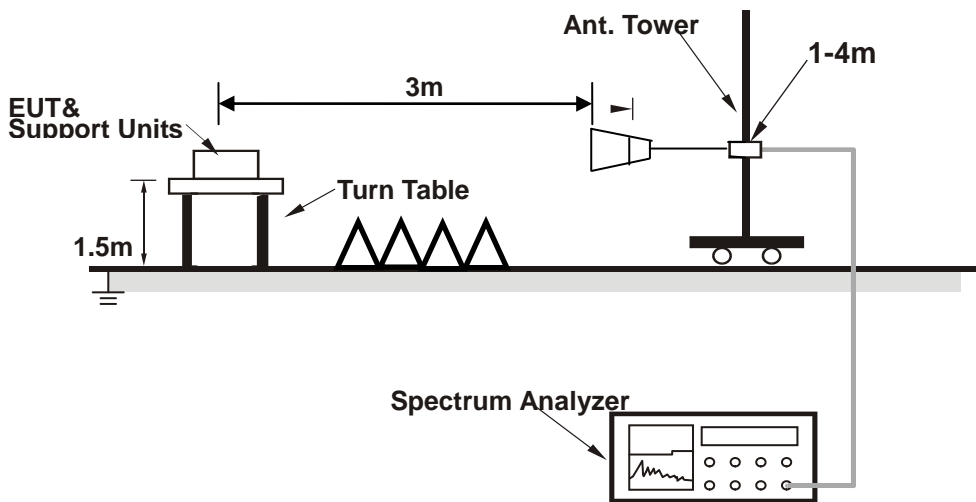 Ant. Tower
1-4m
3m
EUT&
Support Units
Turn Table
1.5m
Spectrum Analyzer